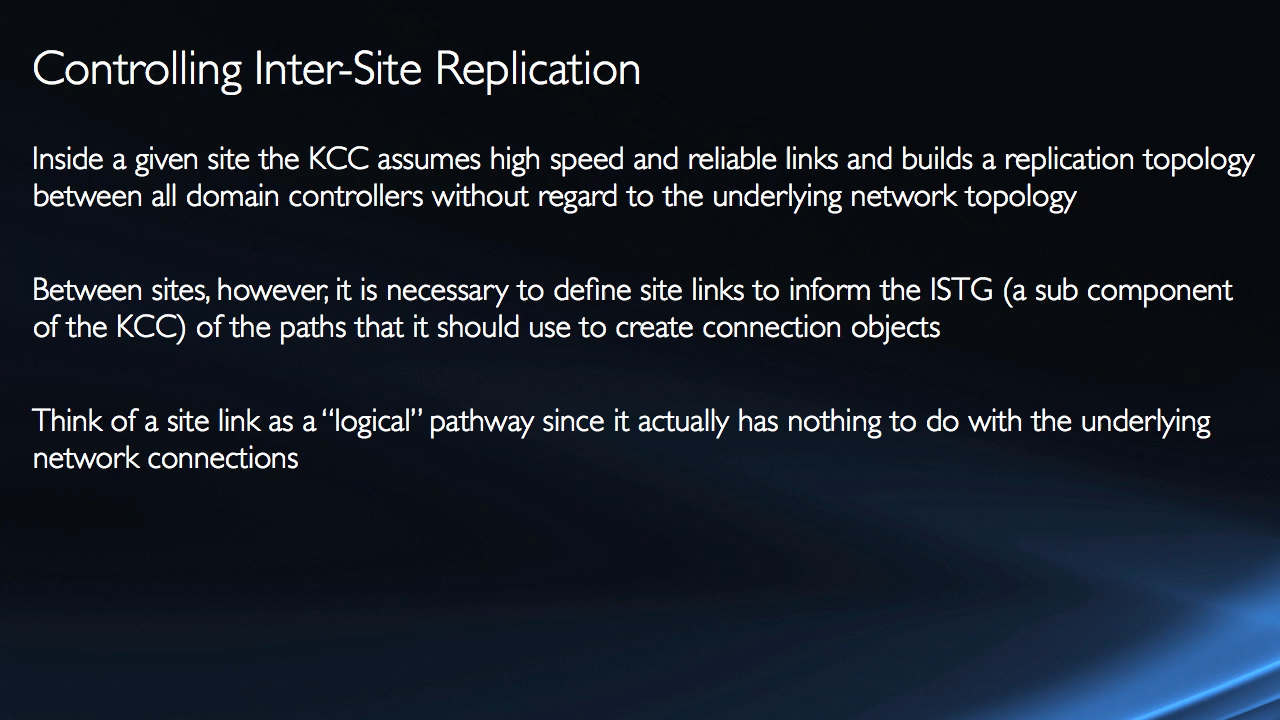 Controlling Inter-Site Replication
Inside a given site the KCC assumes high speed and reliable links and builds a replication topology
between all domain controllers without regard to the underlying network topology
Between sites, however, it is necessary to define site links to inform the ISTG (a sub component
of the KCC) of the paths that it should use to create connection objects
Think of a site link as a “logical” pathway since it actually has nothing to do with the underlying
network connections